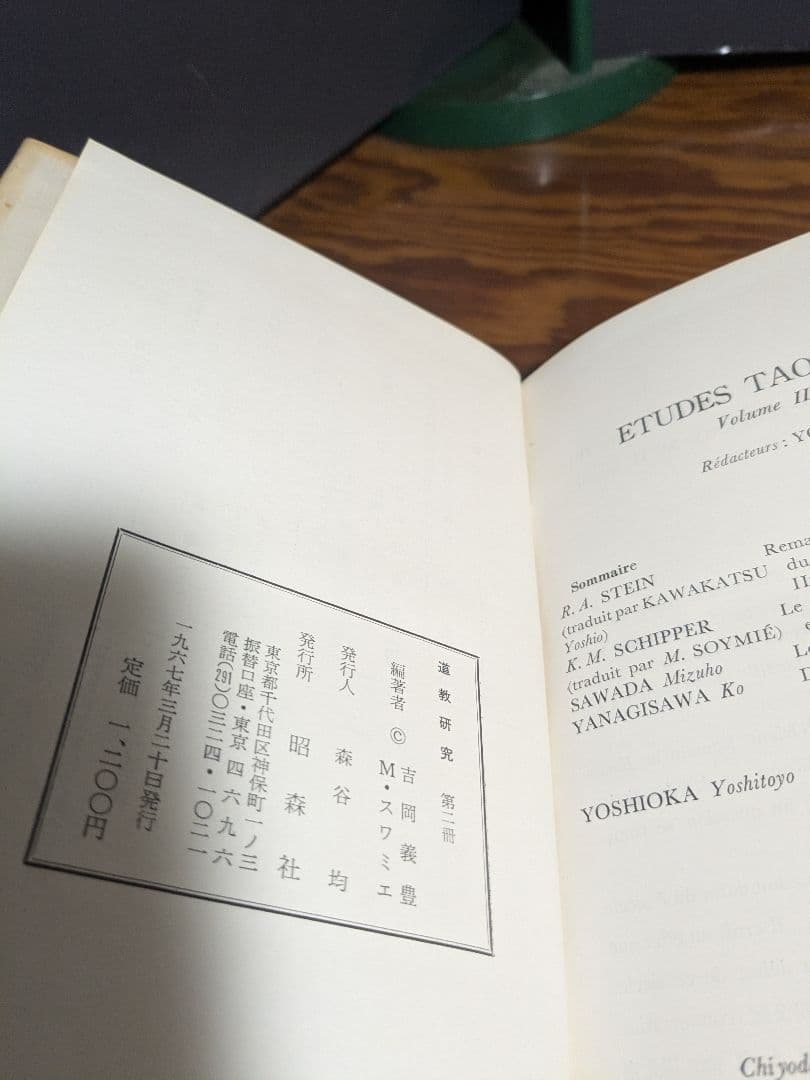 道教研究 第二冊
編著者 © 吉岡義豊
M・スワミエ
発行人 森谷均
発行所 昭森社
東京都千代田区神保町一ノ三
振替口座・東京四六九六
電話(291)〇三二四・一〇二一
一九六七年三月二十日発行
定価 一、二〇〇円
ETUDES TAO
Volume II
Rédacteurs : YO
Sommaire
R. A. STEIN Rema
(traduit par KAWAKATSU du
Yoshio) II
K. M. SCHIPPER Le
(traduit par M. SOYMIÉ) e
SAWADA Mizuho Le
YANAGISAWA Ko D
YOSHIOKA Yoshitoyo
Chiyod